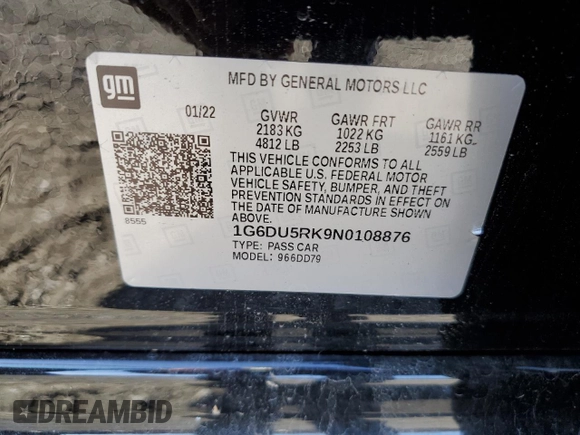 gm
MFD BY GENERAL MOTORS LLC
01/22 GVWR GAWR FRT GAWR RR
2183 KG 1022 KG 1161 KG
4812 LB 2253 LB 2559 LB
THIS VEHICLE CONFORMS TO ALL
APPLICABLE U.S. FEDERAL MOTOR
VEHICLE SAFETY, BUMPER, AND THEFT
PREVENTION STANDARDS IN EFFECT ON
THE DATE OF MANUFACTURE SHOWN
ABOVE.
8555
1G6DU5RK9N0108876
TYPE: PASS CAR
MODEL: 966DD79
DREAMBID